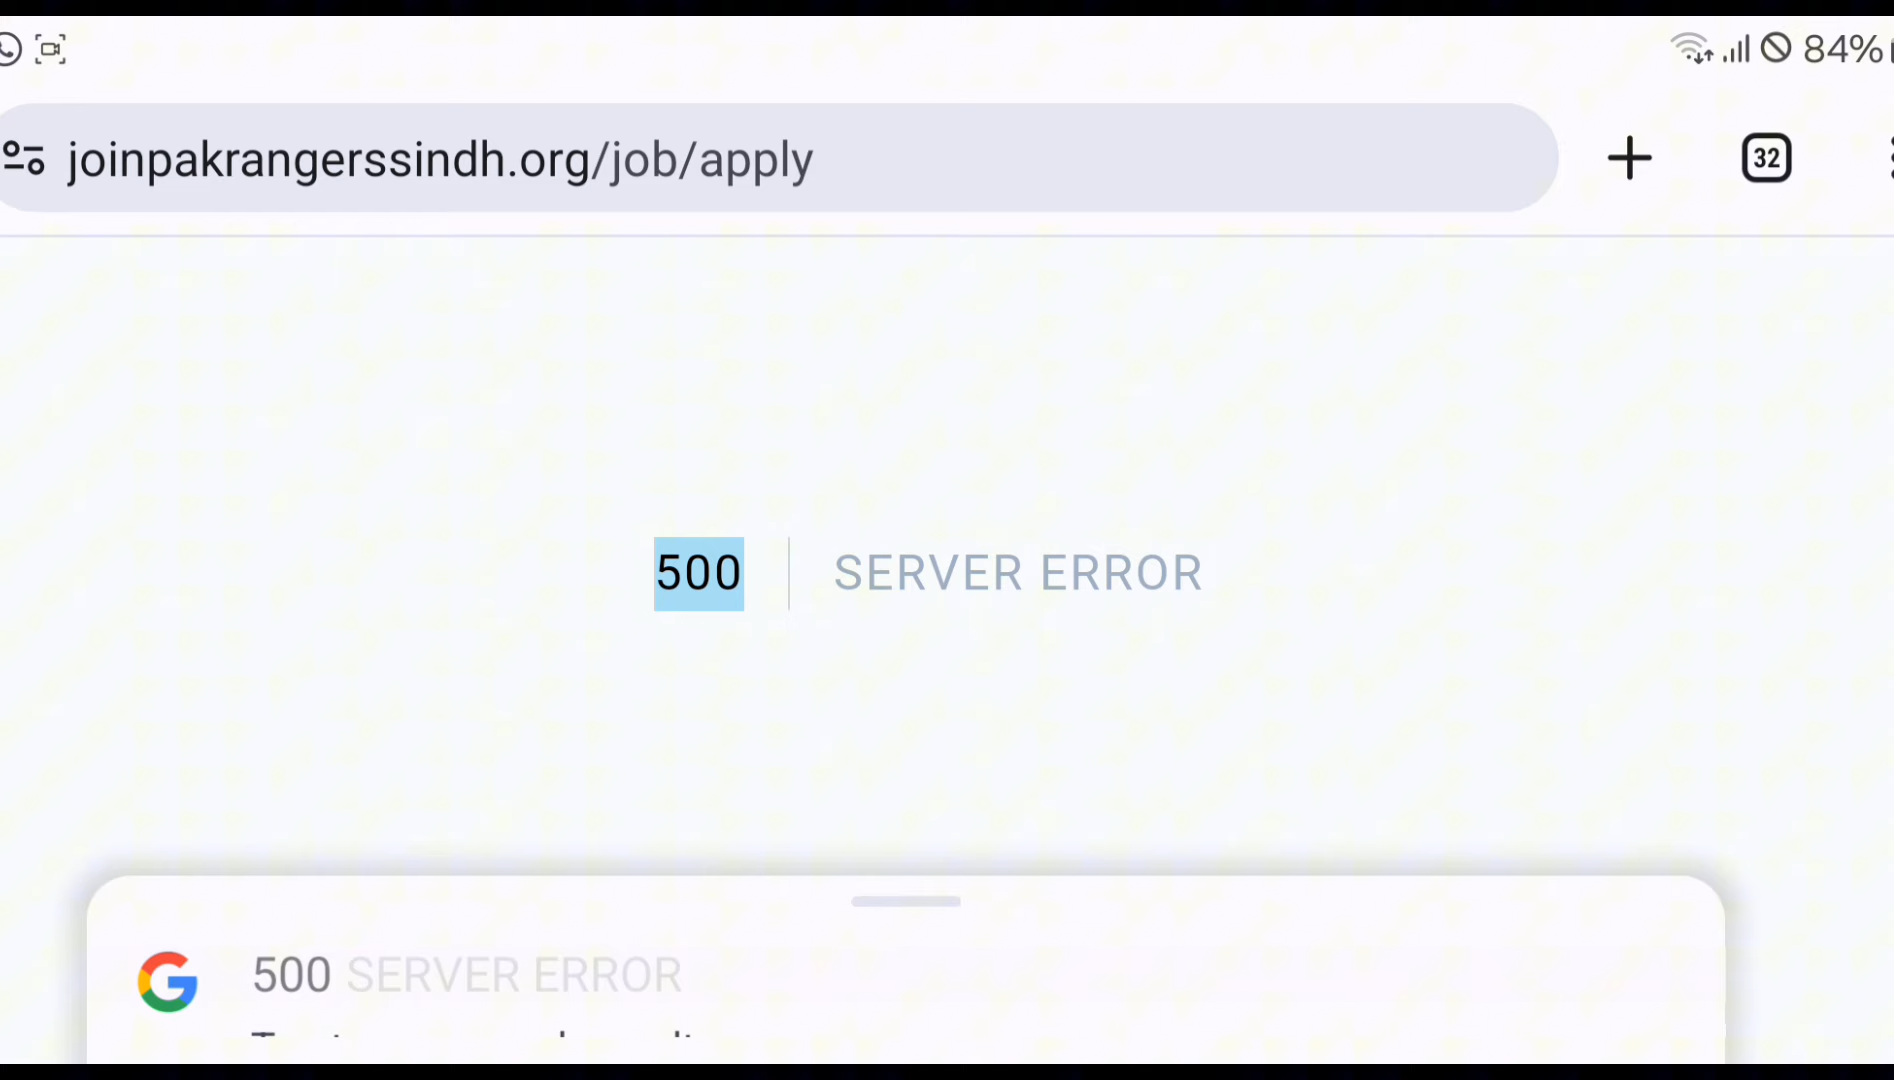 84%
joinpakrangerssindh.org/job/apply
32
500 SERVER ERROR
500 SERVER ERROR